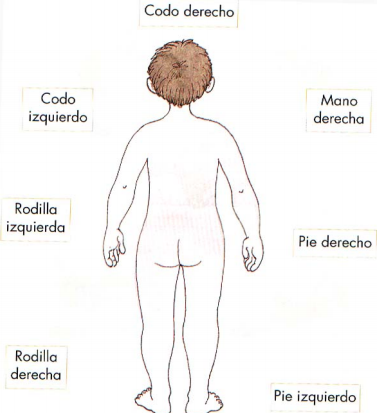 Codo derecho
Codo
izquierdo
Mano
derecha
Rodilla
izquierda
Pie derecho
Rodilla
derecha
Pie izquierdo